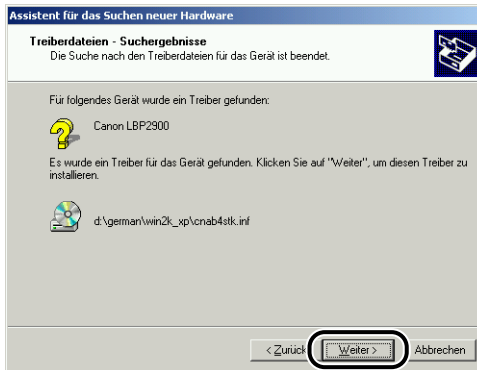 Assistent für das Suchen neuer Hardware
Treiberdateien - Suchergebnisse
Die Suche nach den Treiberdateien für das Gerät ist beendet.
Für folgendes Gerät wurde ein Treiber gefunden:
Canon LBP2900
Es wurde ein Treiber für das Gerät gefunden. Klicken Sie auf "Weiter", um diesen Treiber zu
installieren.
d:\german\win2k_xp\cnab4stk.inf
< Zurück Weiter > Abbrechen